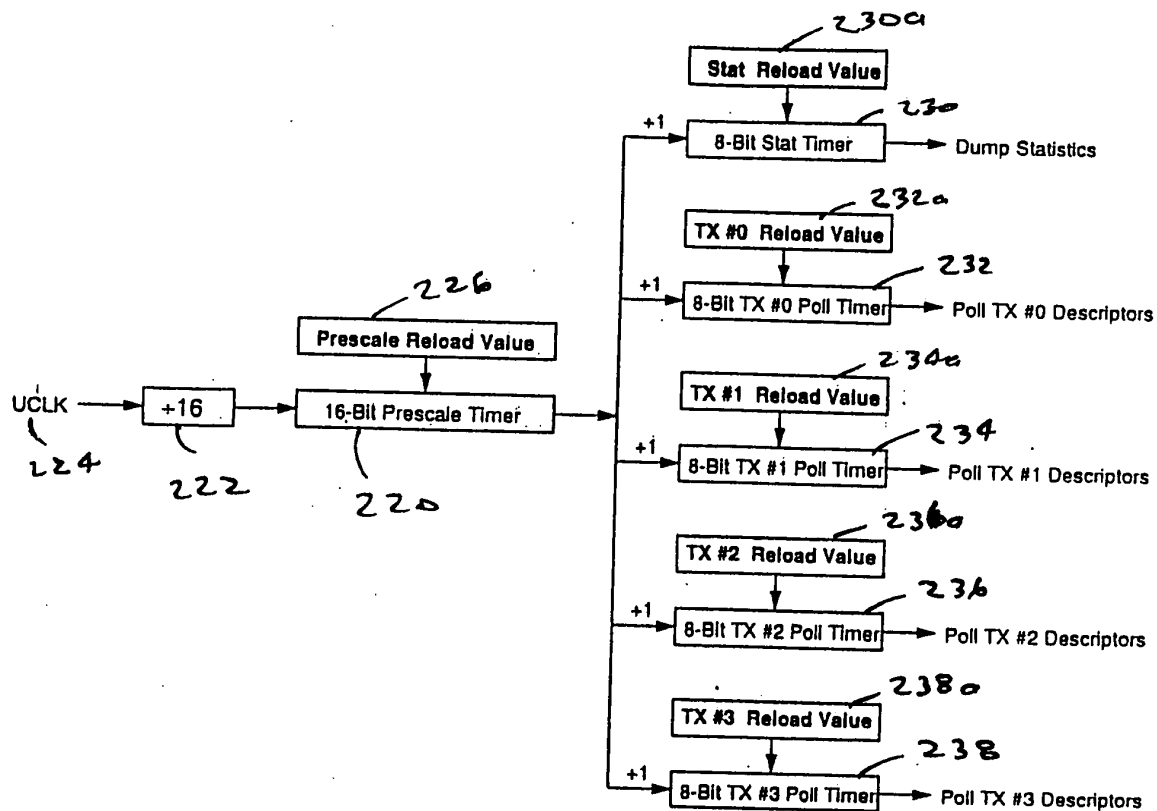 230a
Stat Reload Value
230
+1
8-Bit Stat Timer
Dump Statistics
232a
TX #0 Reload Value
232
+1
8-Bit TX #0 Poll Timer
Poll TX #0 Descriptors
226
Prescale Reload Value
234a
TX #1 Reload Value
UCLK
÷16
16-Bit Prescale Timer
234
224
222
220
+1
8-Bit TX #1 Poll Timer
Poll TX #1 Descriptors
236a
TX #2 Reload Value
236
+1
8-Bit TX #2 Poll Timer
Poll TX #2 Descriptors
238a
TX #3 Reload Value
238
+1
8-Bit TX #3 Poll Timer
Poll TX #3 Descriptors